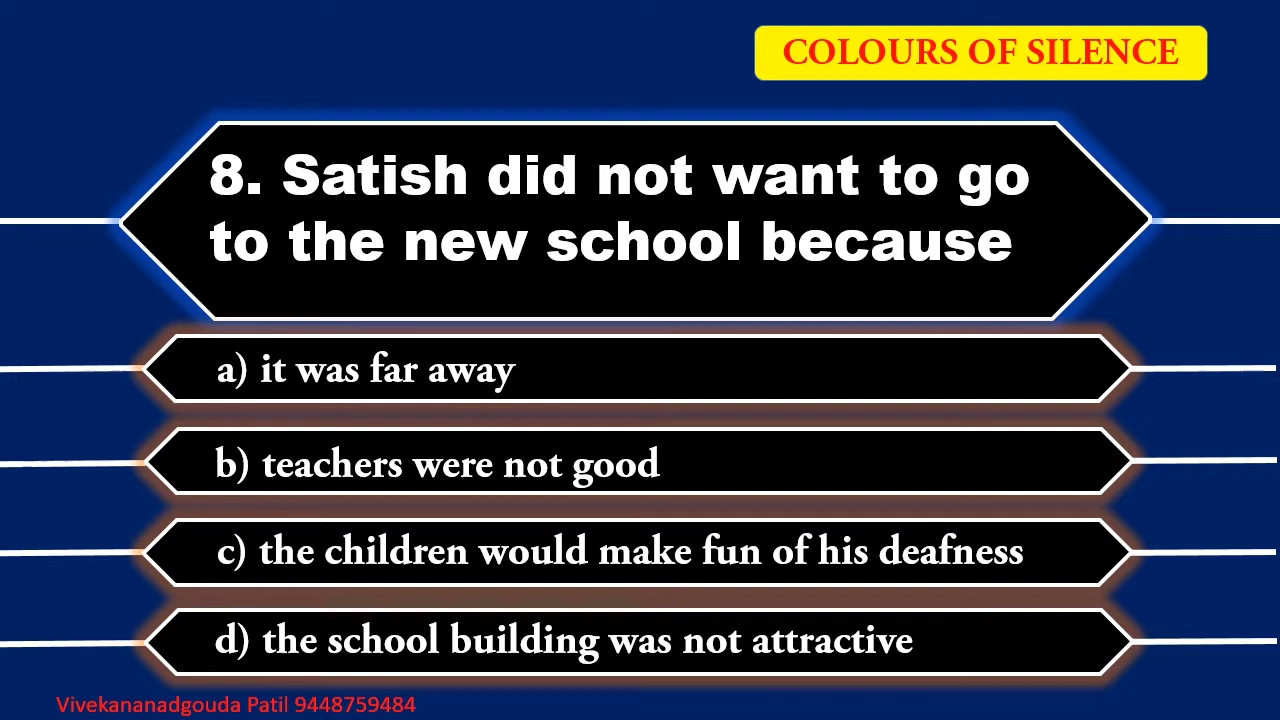 COLOURS OF SILENCE
8. Satish did not want to go
to the new school because
a) it was far away
b) teachers were not good
c) the children would make fun of his deafness
d) the school building was not attractive
Vivekananadgouda Patil 9448759484